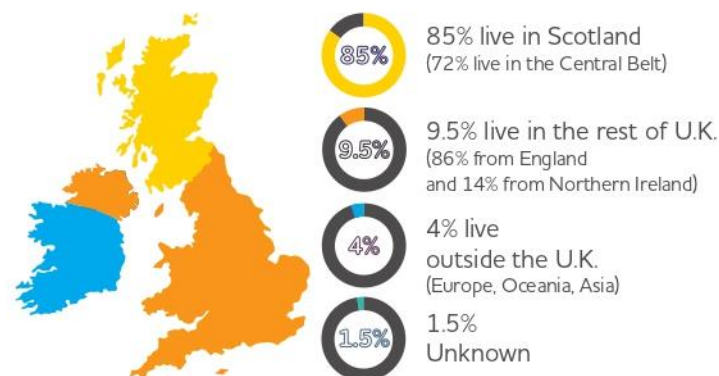 85%
85% live in Scotland
(72% live in the Central Belt)
9.5%
9.5% live in the rest of U.K.
(86% from England
and 14% from Northern Ireland)
4%
4% live
outside the U.K.
(Europe, Oceania, Asia)
1.5%
1.5%
Unknown